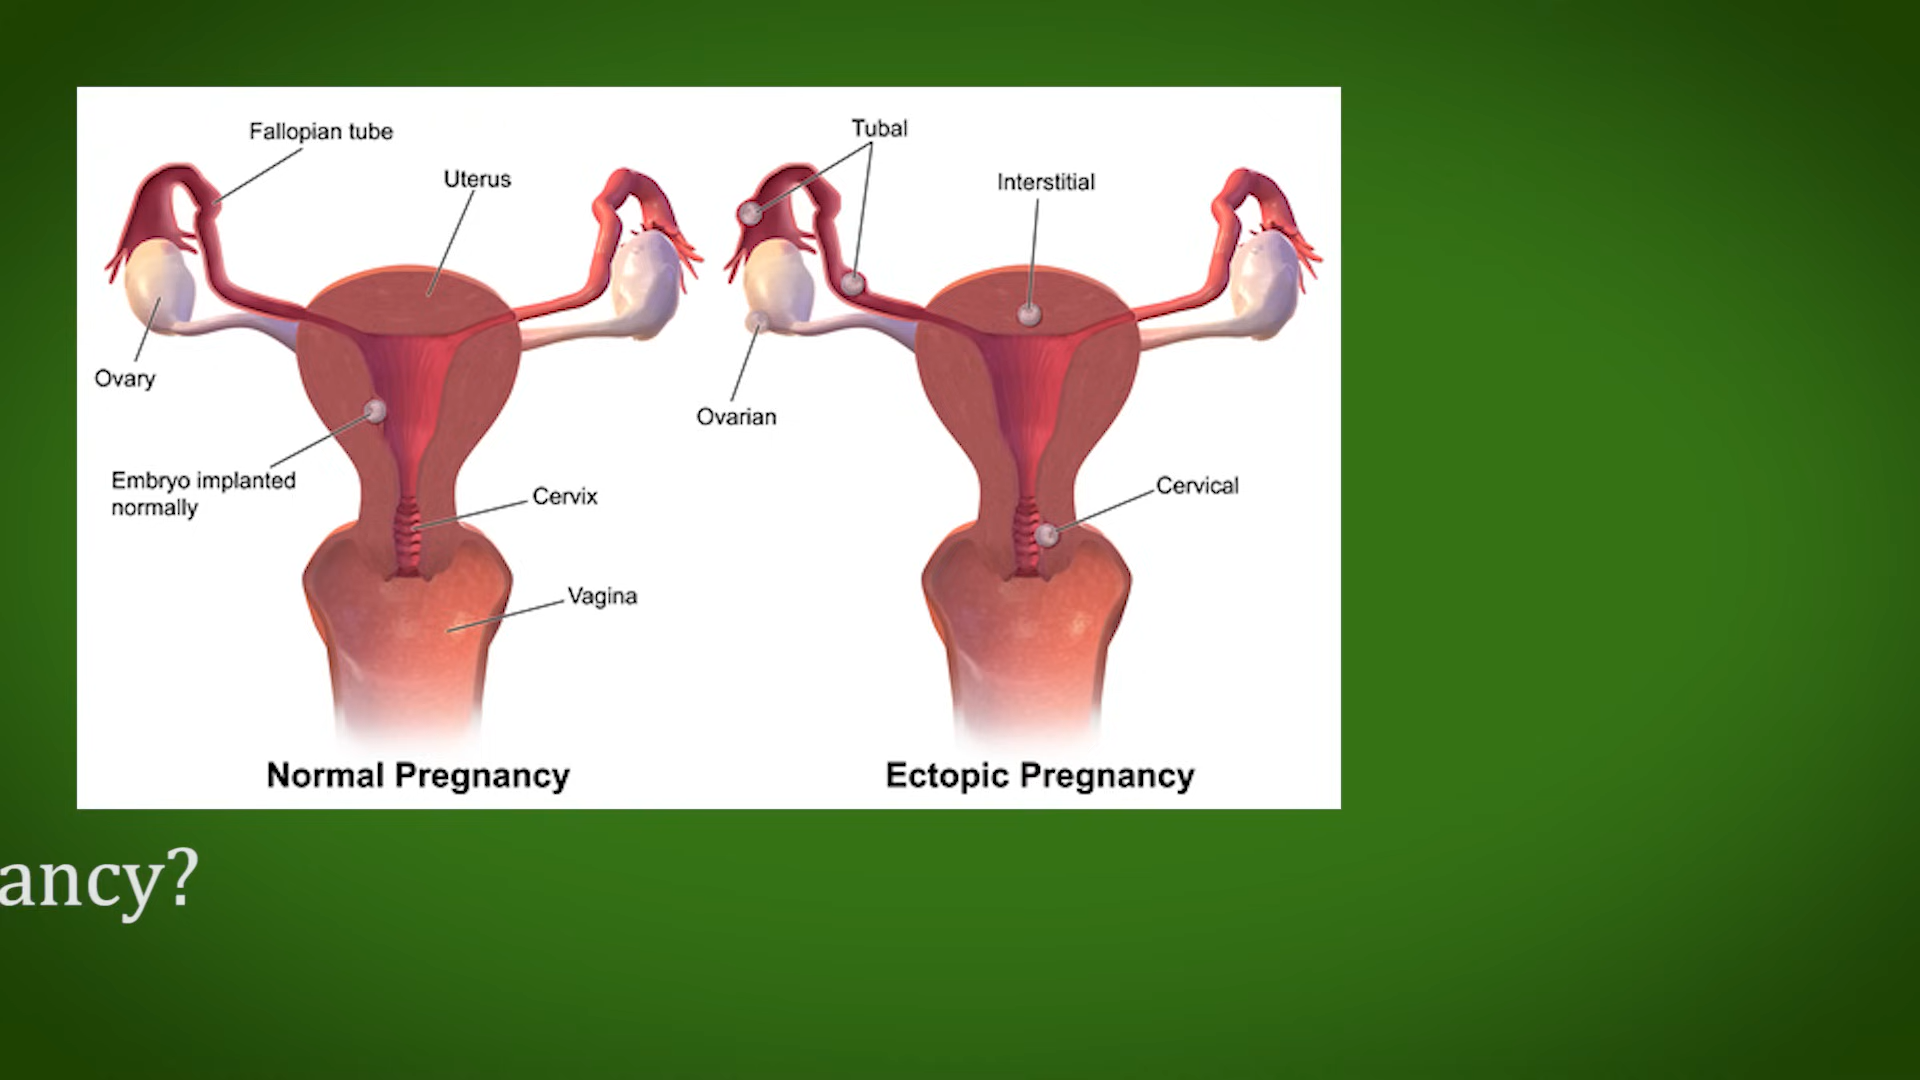 Fallopian tube
Uterus
Ovary
Embryo implanted
normally
Cervix
Vagina
Normal Pregnancy
Tubal
Interstitial
Ovarian
Cervical
Ectopic Pregnancy
ancy?